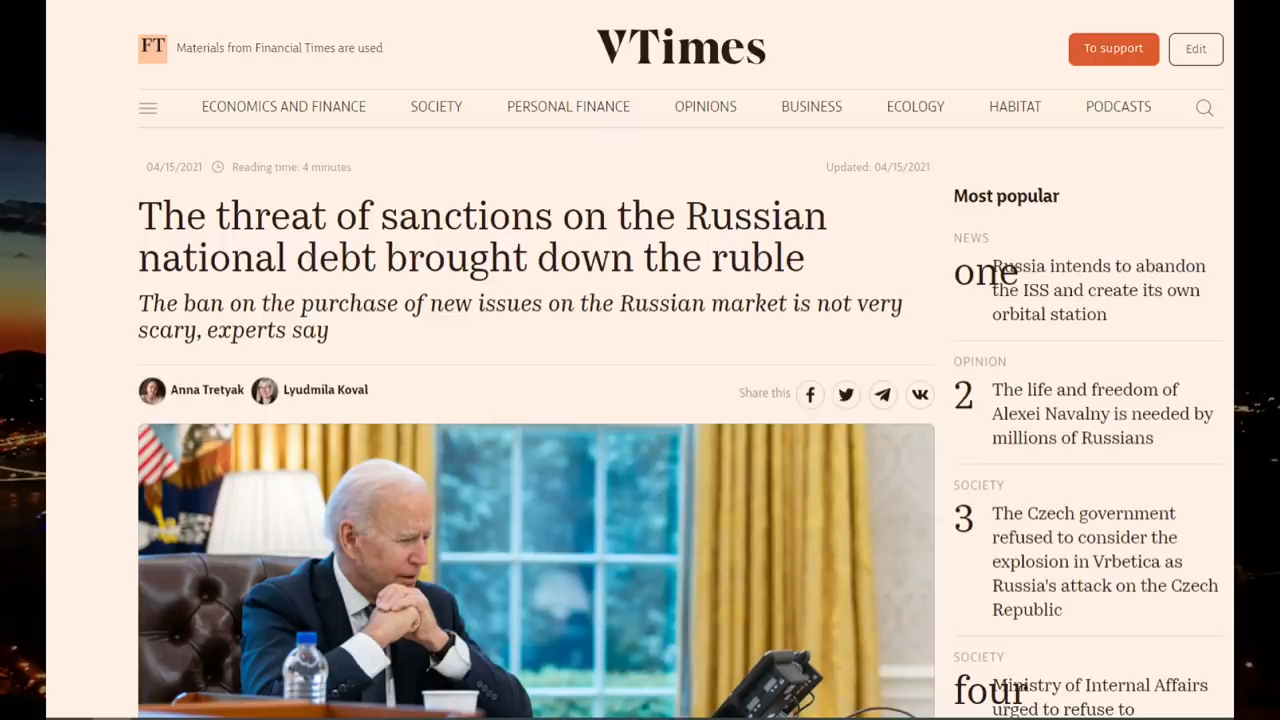 FT
Materials from Financial Times are used
VTimes
To support
Edit
ECONOMICS AND FINANCE
SOCIETY
PERSONAL FINANCE
OPINIONS
BUSINESS
ECOLOGY
HABITAT
PODCASTS
04/15/2021
Reading time: 4 minutes
Updated: 04/15/2021
The threat of sanctions on the Russian
national debt brought down the ruble
The ban on the purchase of new issues on the Russian market is not very
scary, experts say
Anna Tretyak
Lyudmila Koval
Share this
Most popular
NEWS
one
Russia intends to abandon
the ISS and create its own
orbital station
OPINION
2
The life and freedom of
Alexei Navalny is needed by
millions of Russians
SOCIETY
3
The Czech government
refused to consider the
explosion in Vrbetica as
Russia's attack on the Czech
Republic
SOCIETY
four
Ministry of Internal Affairs
urged to refuse to